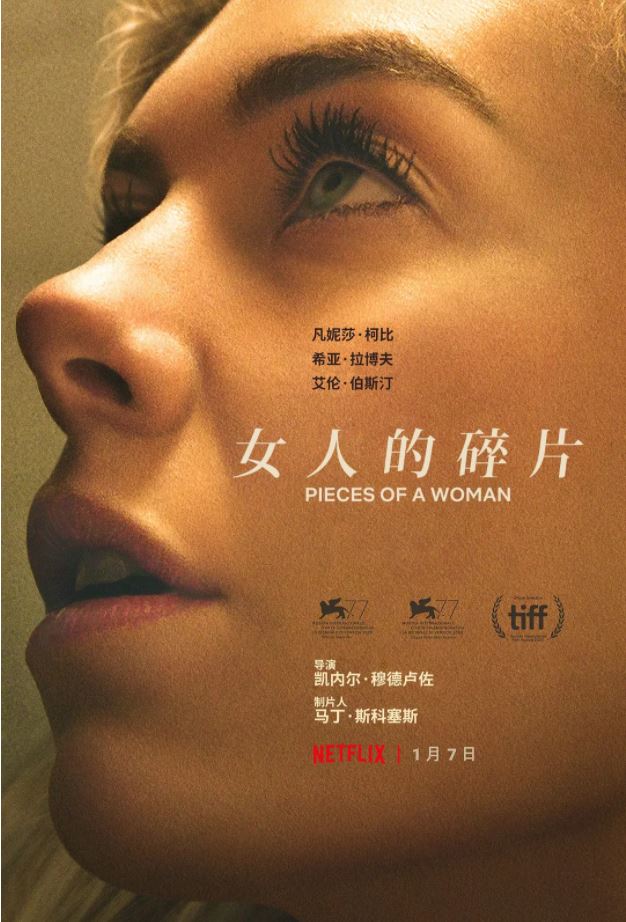 凡妮莎·柯比
希亚·拉博夫
艾伦·伯斯汀
女人的碎片
PIECES OF A WOMAN
77
77
tiff
导演
凯内尔·穆德卢佐
制片人
马丁·斯科塞斯
NETFLIX | 1月7日